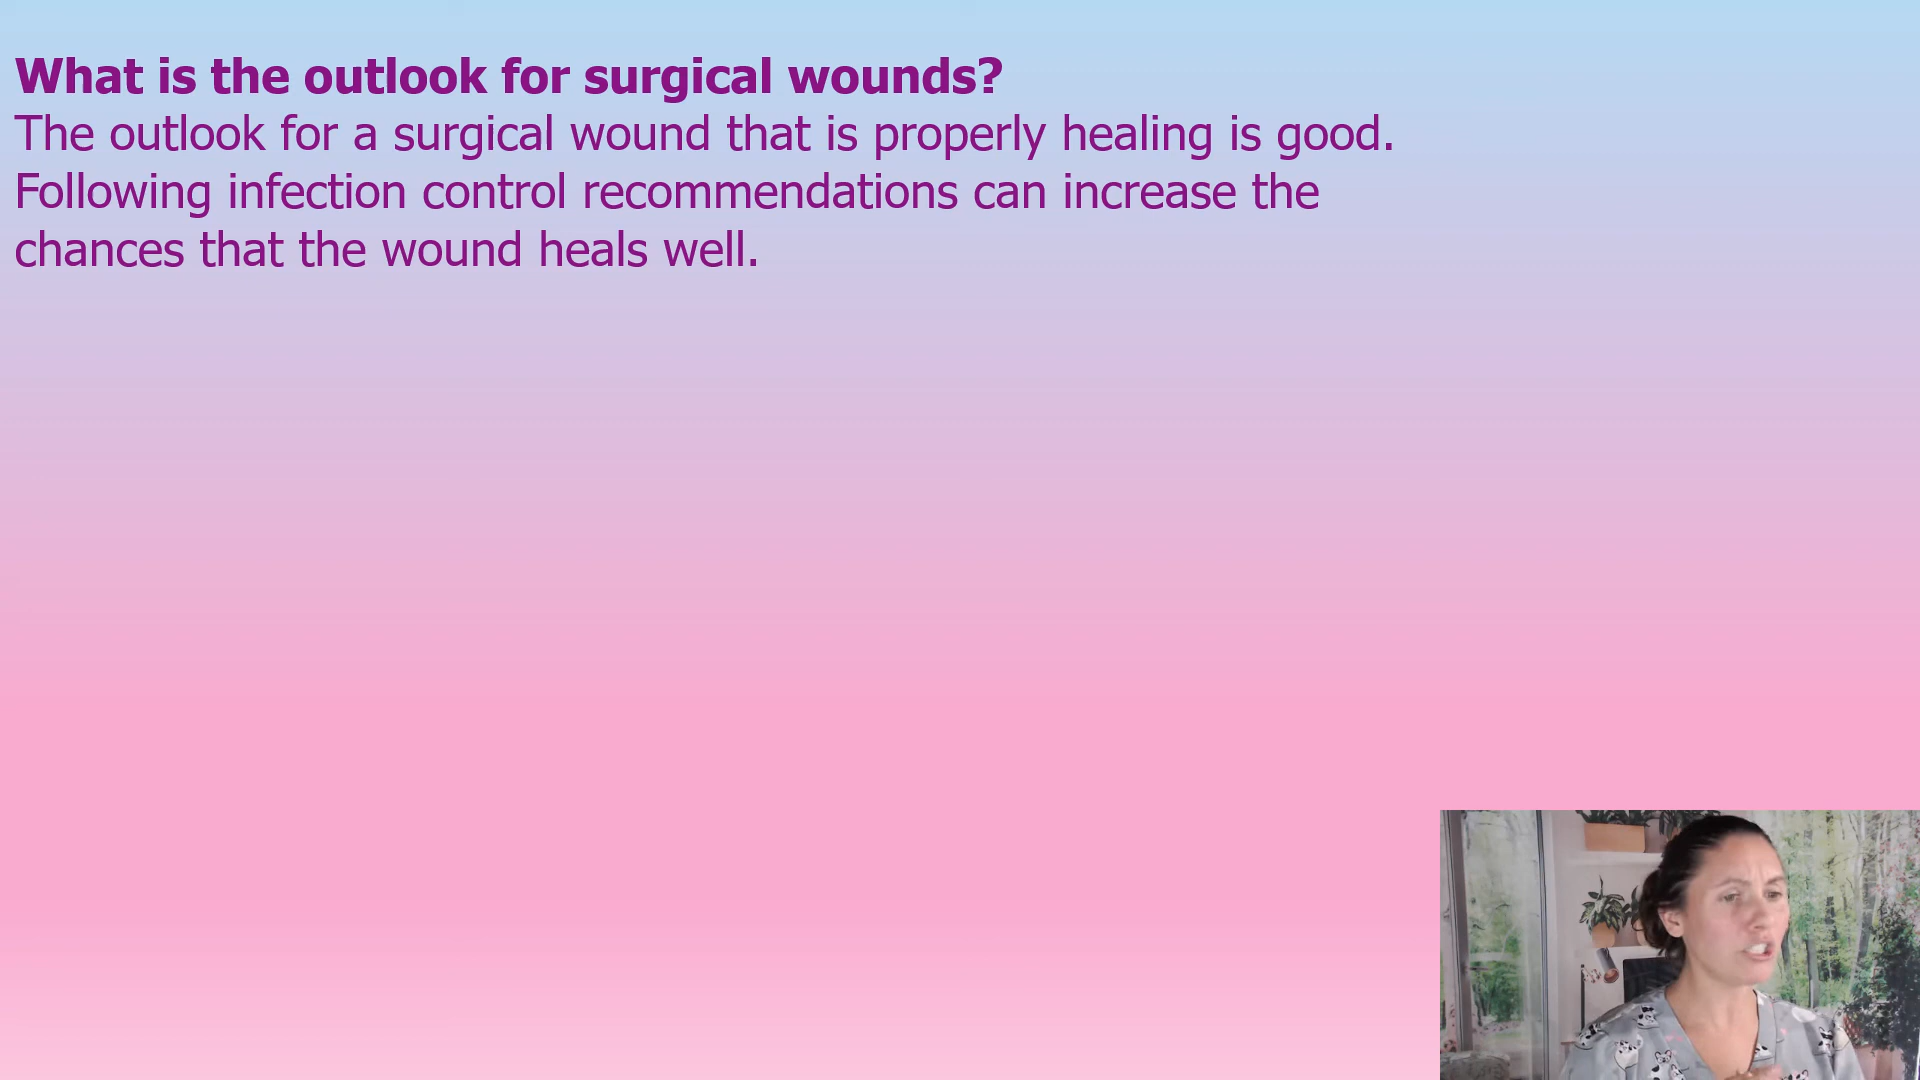 What is the outlook for surgical wounds?
The outlook for a surgical wound that is properly healing is good.
Following infection control recommendations can increase the
chances that the wound heals well.